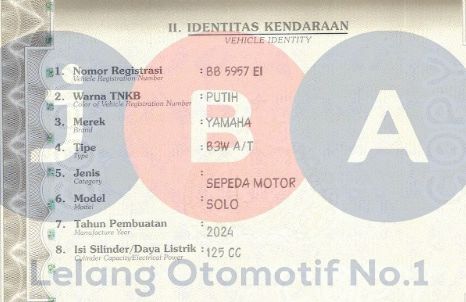 II. IDENTITAS KENDARAAN
VEHICLE IDENTITY
1. Nomor Registrasi : BB 5957 EI
Vehicle Registration Number
2. Warna TNKB : PUTIH
Color of Vehicle Registration Number
3. Merek : YAMAHA
Brand
4. Tipe : B3W A/T
Type
5. Jenis : SEPEDA MOTOR
Category
6. Model : SOLO
Model
7. Tahun Pembuatan : 2024
Manufacture Year
8. Isi Silinder/Daya Listrik : 125 CC
Cylinder Capacity/Electrical Power
JBA
Lelang Otomotif No.1
COPY